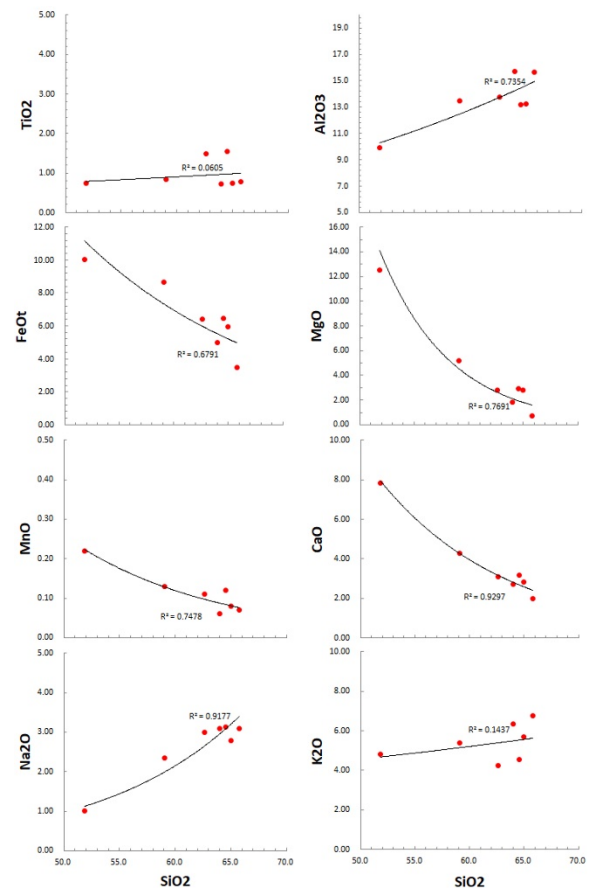 5.00
4.00
3.00
2.00
1.00
0.00
TiO2
R² = 0.0605
19.0
17.0
15.0
13.0
11.0
9.0
7.0
5.0
Al2O3
R² = 0.7354
12.00
10.00
8.00
6.00
4.00
2.00
0.00
FeOt
R² = 0.6791
16.00
14.00
12.00
10.00
8.00
6.00
4.00
2.00
0.00
MgO
R² = 0.7691
0.50
0.40
0.30
0.20
0.10
0.00
MnO
R² = 0.7478
10.00
8.00
6.00
4.00
2.00
0.00
CaO
R² = 0.9297
5.00
4.00
3.00
2.00
1.00
0.00
Na2O
R² = 0.9177
50.0 55.0 60.0 65.0 70.0
SiO2
10.00
8.00
6.00
4.00
2.00
0.00
K2O
R² = 0.1437
50.0 55.0 60.0 65.0 70.0
SiO2